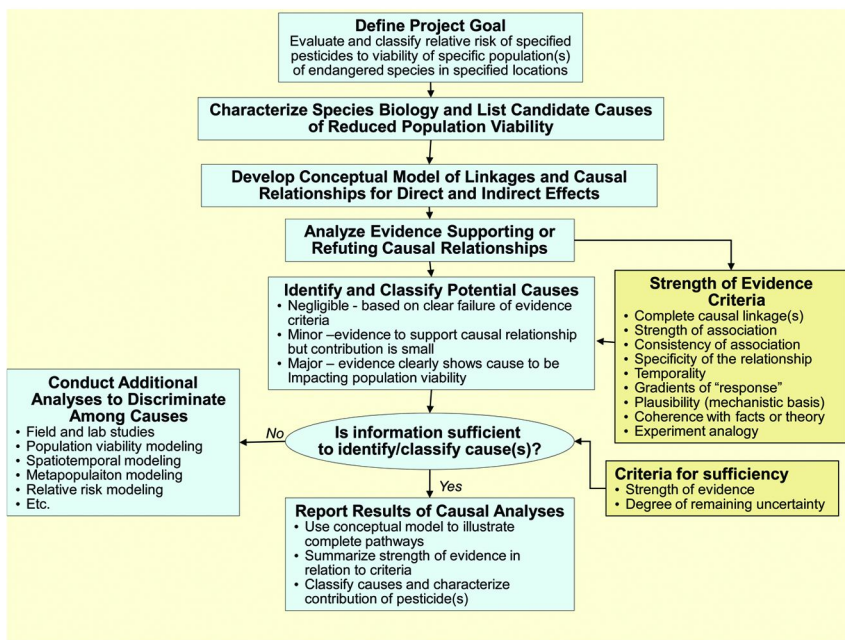 Define Project Goal
Evaluate and classify relative risk of specified
pesticides to viability of specific population(s)
of endangered species in specified locations
Characterize Species Biology and List Candidate Causes
of Reduced Population Viability
Develop Conceptual Model of Linkages and Causal
Relationships for Direct and Indirect Effects
Analyze Evidence Supporting or
Refuting Causal Relationships
Identify and Classify Potential Causes
• Negligible - based on clear failure of evidence
criteria
• Minor –evidence to support causal relationship
but contribution is small
• Major – evidence clearly shows cause to be
Impacting population viability
Strength of Evidence
Criteria
• Complete causal linkage(s)
• Strength of association
• Consistency of association
• Specificity of the relationship
• Temporality
• Gradients of “response”
• Plausibility (mechanistic basis)
• Coherence with facts or theory
• Experiment analogy
Conduct Additional
Analyses to Discriminate
Among Causes
• Field and lab studies
• Population viability modeling
• Spatiotemporal modeling
• Metapopulaiton modeling
• Relative risk modeling
• Etc.
No
Is information sufficient
to identify/classify cause(s)?
Criteria for sufficiency
• Strength of evidence
• Degree of remaining uncertainty
Yes
Report Results of Causal Analyses
• Use conceptual model to illustrate
complete pathways
• Summarize strength of evidence in
relation to criteria
• Classify causes and characterize
contribution of pesticide(s)